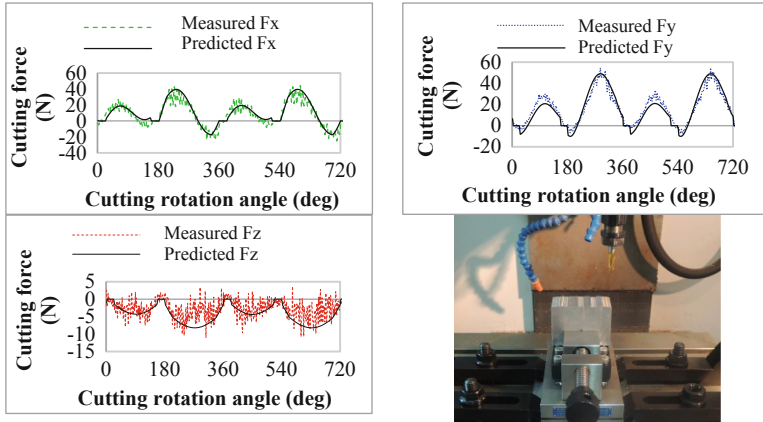 Measured Fx
Predicted Fx
Cutting force
(N)
60
40
20
0
-20
-40
0 180 360 540 720
Cutting rotation angle (deg)
Measured Fy
Predicted Fy
Cutting force
(N)
60
40
20
0
-20
0 180 360 540 720
Cutting rotation angle (deg)
Measured Fz
Predicted Fz
Cutting force
(N)
5
0
-5
-10
-15
0 180 360 540 720
Cutting rotation angle (deg)